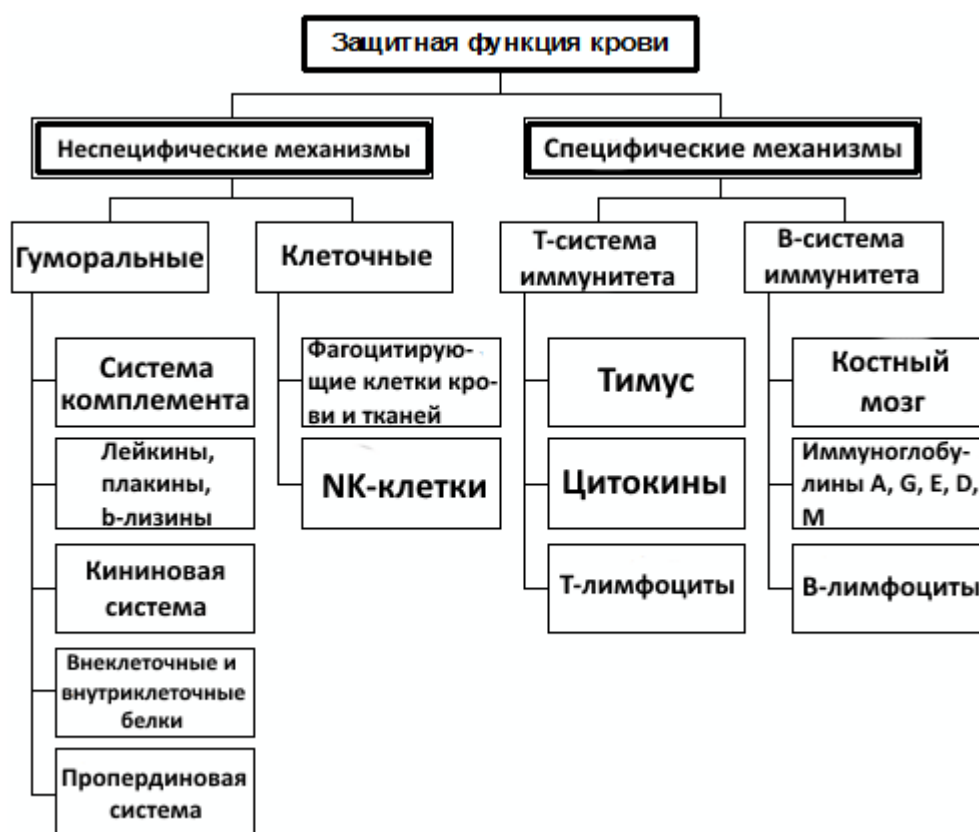 Защитная функция крови
Неспецифические механизмы
Специфические механизмы
Гуморальные
Клеточные
Т-система
иммунитета
В-система
иммунитета
Система
комплемента
Фагоцитирую-
щие клетки кро-
ви и тканей
Тимус
Костный
мозг
Лейкины,
плакины,
b-лизины
NK-клетки
Цитокины
Иммуноглобу-
лины A, G, E, D,
M
Кининовая
система
Т-лимфоциты
В-лимфоциты
Внеклеточные и
внутриклеточные
белки
Пропердиновая
система